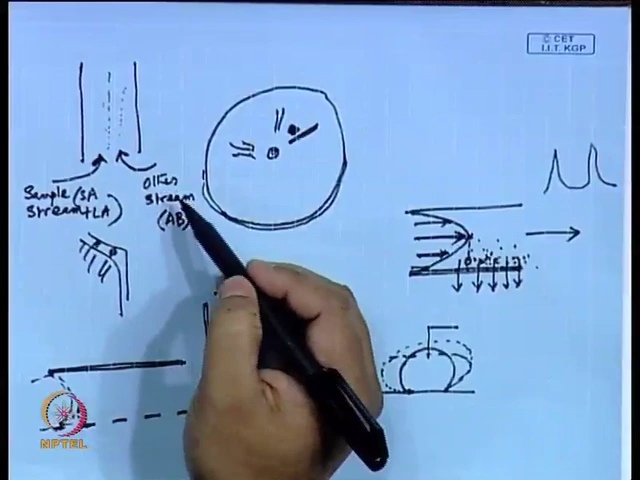 © CET
I.I.T. KGP
Sample (SA
Stream + LA)
Other
Stream
(AB)
NPTEL